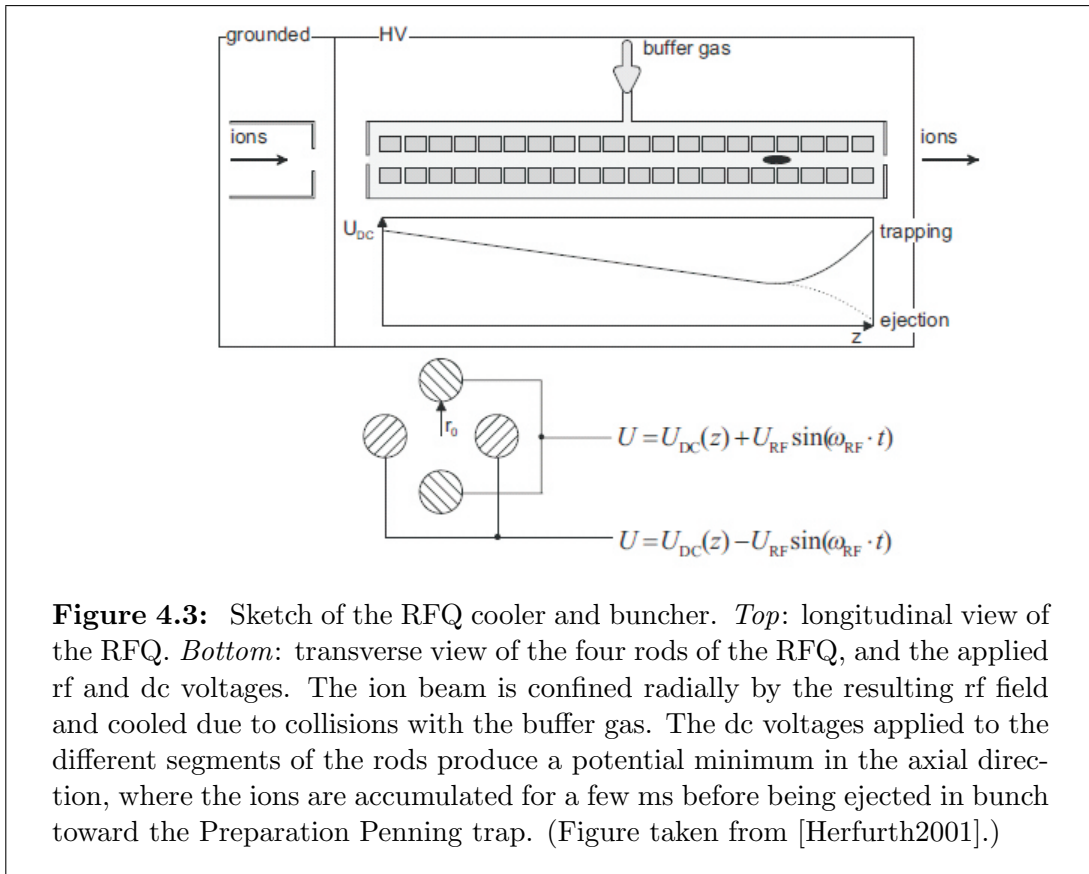 grounded HV
buffer gas
ions
ions
U_DC
trapping
ejection
z
r_0
U = U_DC(z) + U_RF sin(ω_RF · t)
U = U_DC(z) − U_RF sin(ω_RF · t)
Figure 4.3: Sketch of the RFQ cooler and buncher. Top: longitudinal view of
the RFQ. Bottom: transverse view of the four rods of the RFQ, and the applied
rf and dc voltages. The ion beam is confined radially by the resulting rf field
and cooled due to collisions with the buffer gas. The dc voltages applied to the
different segments of the rods produce a potential minimum in the axial direc-
tion, where the ions are accumulated for a few ms before being ejected in bunch
toward the Preparation Penning trap. (Figure taken from [Herfurth2001].)